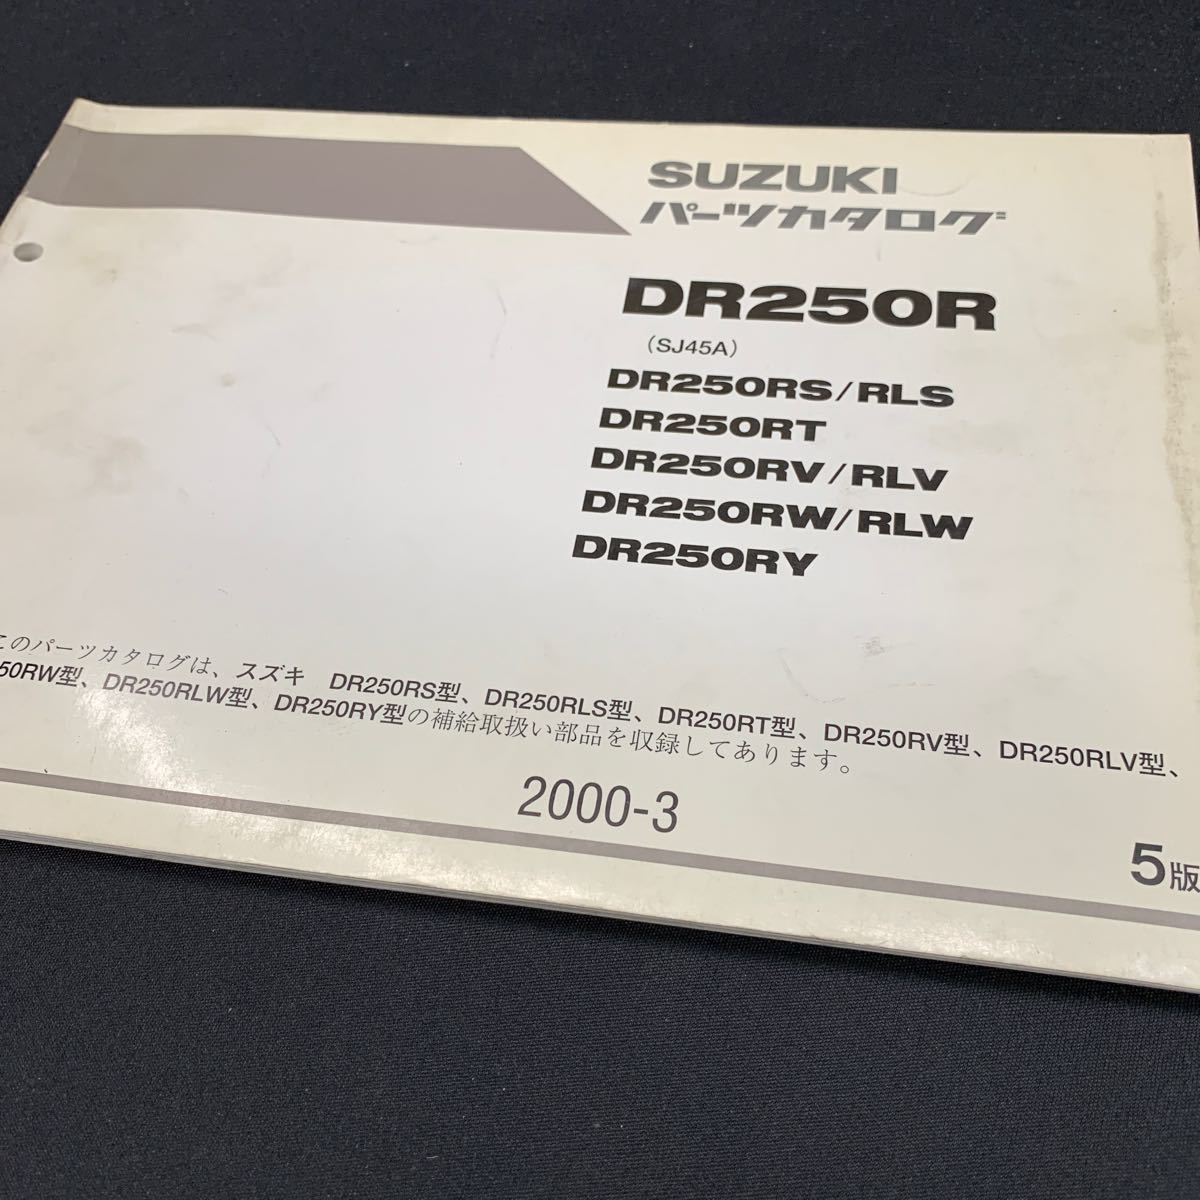 SUZUKI
パーツカタログ
DR250R
(SJ45A)
DR250RS/RLS
DR250RT
DR250RV/RLV
DR250RW/RLW
DR250RY
このパーツカタログは、スズキ DR250RS型、DR250RLS型、DR250RT型、DR250RV型、DR250RLV型、
50RW型、DR250RLW型、DR250RY型の補給取扱い部品を収録してあります。
2000-3
5版